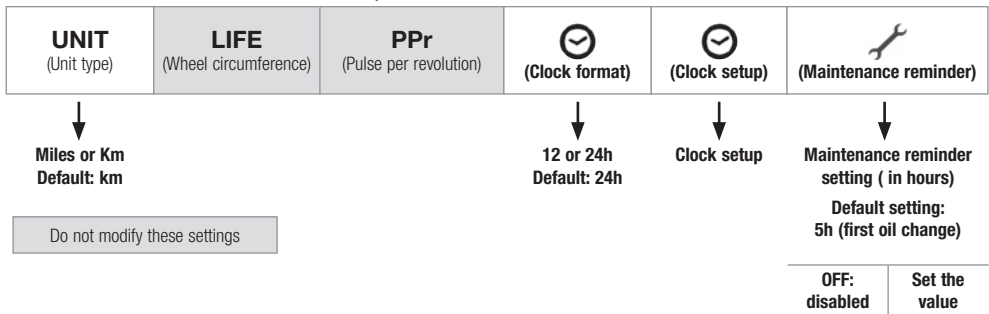 UNIT
(Unit type)
LIFE
(Wheel circumference)
PPr
(Pulse per revolution)
(Clock format)
(Clock setup)
(Maintenance reminder)
Miles or Km
Default: km
12 or 24h
Default: 24h
Clock setup
Maintenance reminder
setting ( in hours)
Default setting:
5h (first oil change)
Do not modify these settings
OFF:
disabled
Set the
value